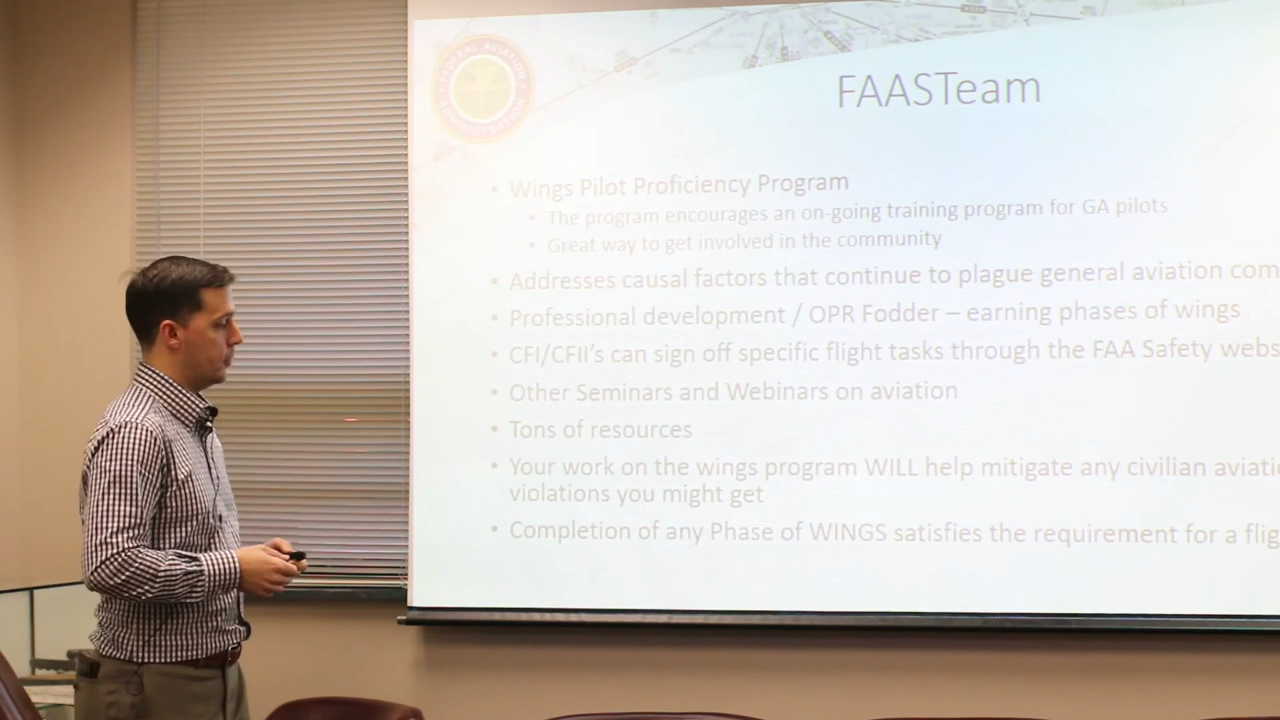 FEDERAL AVIATION
ADMINISTRATION
FAASTeam
• Wings Pilot Proficiency Program
• The program encourages an on-going training program for GA pilots
• Great way to get involved in the community
• Addresses causal factors that continue to plague general aviation com
• Professional development / OPR Fodder – earning phases of wings
• CFI/CFII's can sign off specific flight tasks through the FAA Safety webs
• Other Seminars and Webinars on aviation
• Tons of resources
• Your work on the wings program WILL help mitigate any civilian aviati
violations you might get
• Completion of any Phase of WINGS satisfies the requirement for a flig